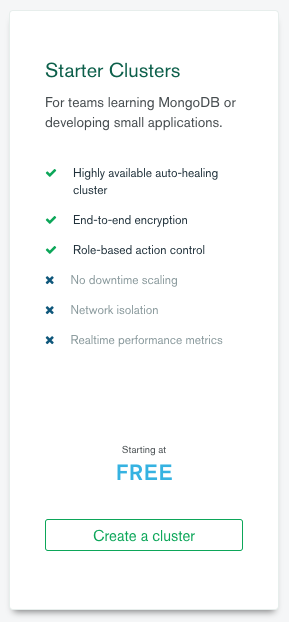 Starter Clusters
For teams learning MongoDB or
developing small applications.
Highly available auto-healing
cluster
End-to-end encryption
Role-based action control
No downtime scaling
Network isolation
Realtime performance metrics
Starting at
FREE
Create a cluster